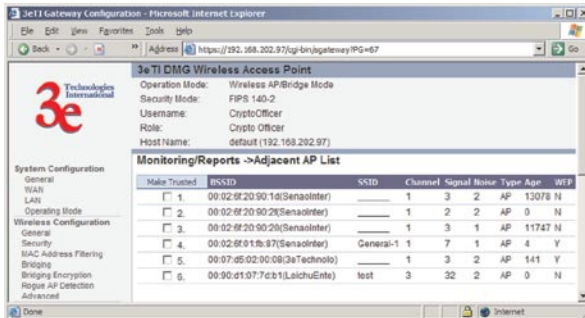 3eTI Gateway Configuration - Microsoft Internet Explorer
File Edit View Favorites Tools Help
Back Address https://192.168.202.97/cgi-bin/sgateway?PG=67 Go
3e Technologies International
3eTI DMG Wireless Access Point
Operation Mode: Wireless AP/Bridge Mode
Security Mode: FIPS 140-2
Username: CryptoOfficer
Role: Crypto Officer
Host Name: default (192.168.202.97)
System Configuration
General
WAN
LAN
Operating Mode
Wireless Configuration
General
Security
MAC Address Filtering
Bridging
Bridging Encryption
Rogue AP Detection
Advanced
Monitoring/Reports ->Adjacent AP List
Make Trusted BSSID SSID Channel Signal Noise Type Age WEP
1. 00:02:6f:20:90:1d(SenaoInter) 1 3 2 AP 13078 N
2. 00:02:6f:20:90:2f(SenaoInter) 1 2 2 AP 0 N
3. 00:02:6f:20:90:20(SenaoInter) 1 3 1 AP 11747 N
4. 00:02:6f:01:fb:87(SenaoInter) General-1 1 7 1 AP 4 Y
5. 00:07:d5:02:00:08(3eTechnolo) 1 3 2 AP 141 Y
6. 00:90:d1:07:7d:b1(LeichuEnte) test 3 32 2 AP 0 N
Done Internet